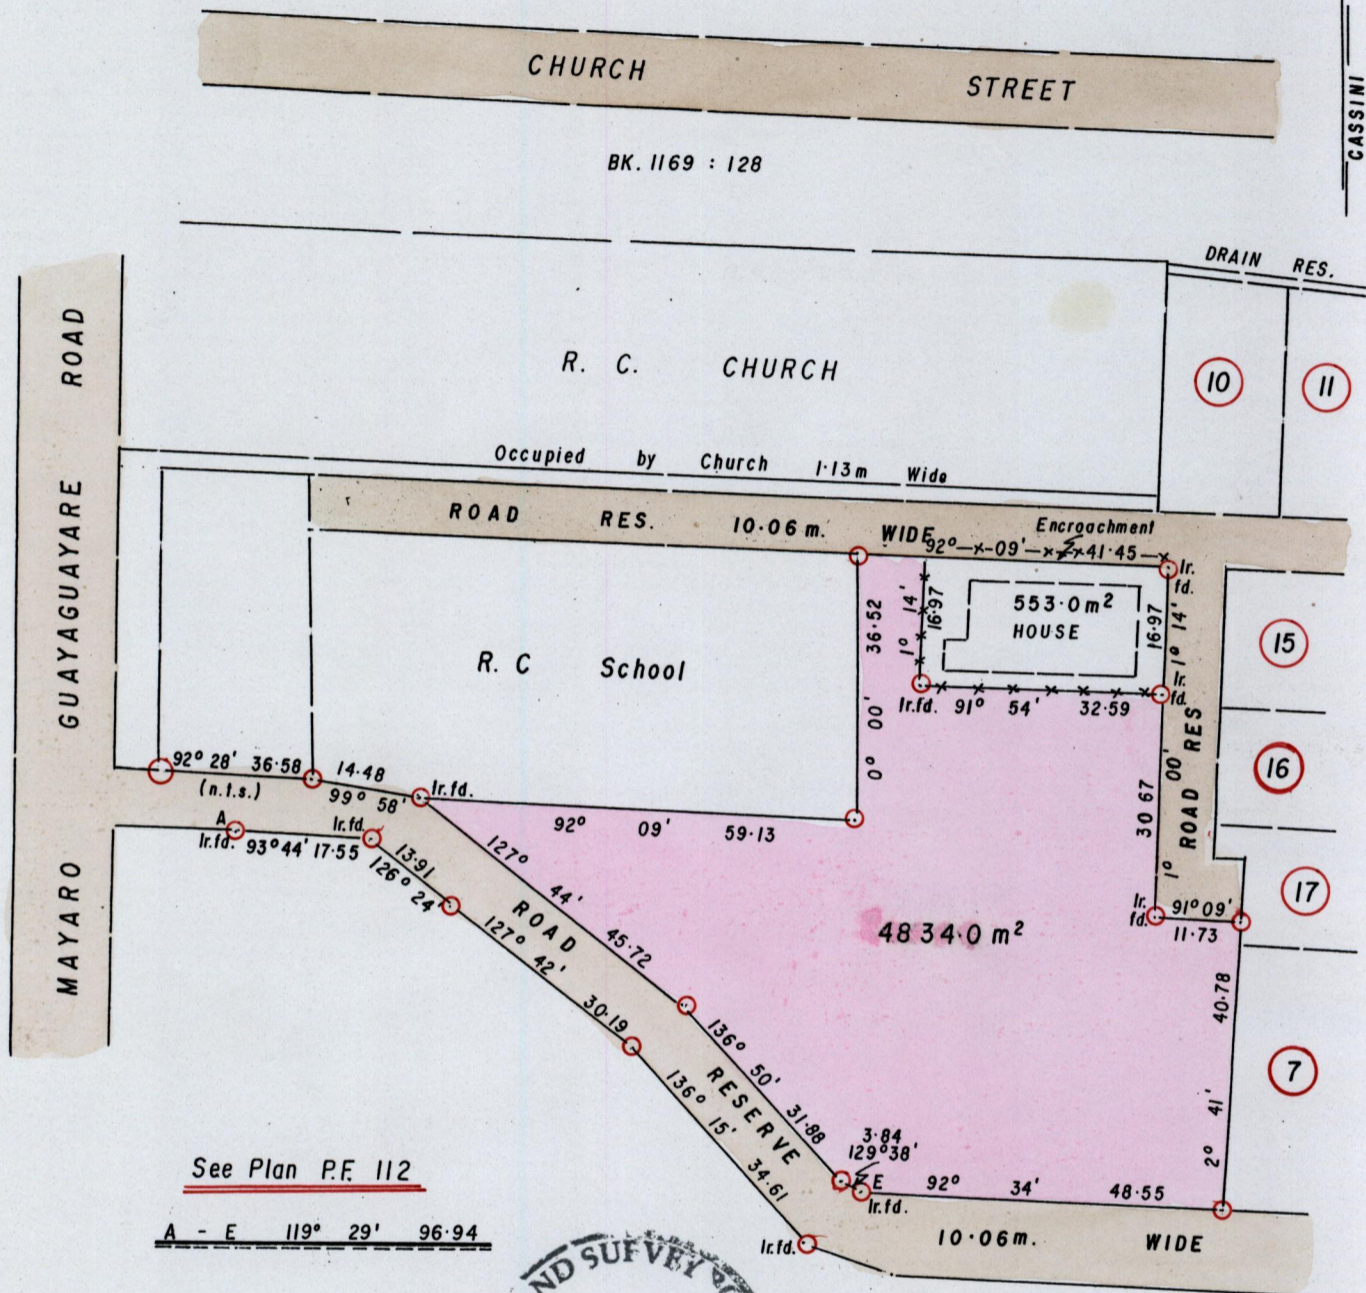 CHURCH STREET
CASSINI
BK. 1169 : 128
DRAIN RES.
MAYARO GUAYAGUAYARE ROAD
R. C. CHURCH
10
11
Occupied by Church 1·13m Wide
ROAD RES. 10·06 m. WIDE
Encroachment
92° 09' 41·45
Ir. fd.
36·52
0° 00'
1° 14'
16·97
553·0 m²
HOUSE
16·97
1° 14'
15
R. C School
Ir.fd. 91° 54' 32·59
Ir. fd.
ROAD RES
16
92° 28' 36·58
(n.t.s.)
14·48
99° 58'
Ir.fd.
30 67
1° 00'
A
Ir.fd. 93°44' 17·55
Ir.fd.
92° 09' 59·13
13·91
126° 24'
127° 44' 45·72
17
Ir. fd.
91° 09'
11·73
4834·0 m²
ROAD RESERVE
127° 42' 30·19
40·78
2° 41'
7
136° 50' 31·88
136° 15' 34·61
3·84
129°38'
E
Ir.fd.
92° 34' 48·55
See Plan P.F. 112
A - E 119° 29' 96·94
Ir.fd.
10·06m. WIDE
ND SURVEY